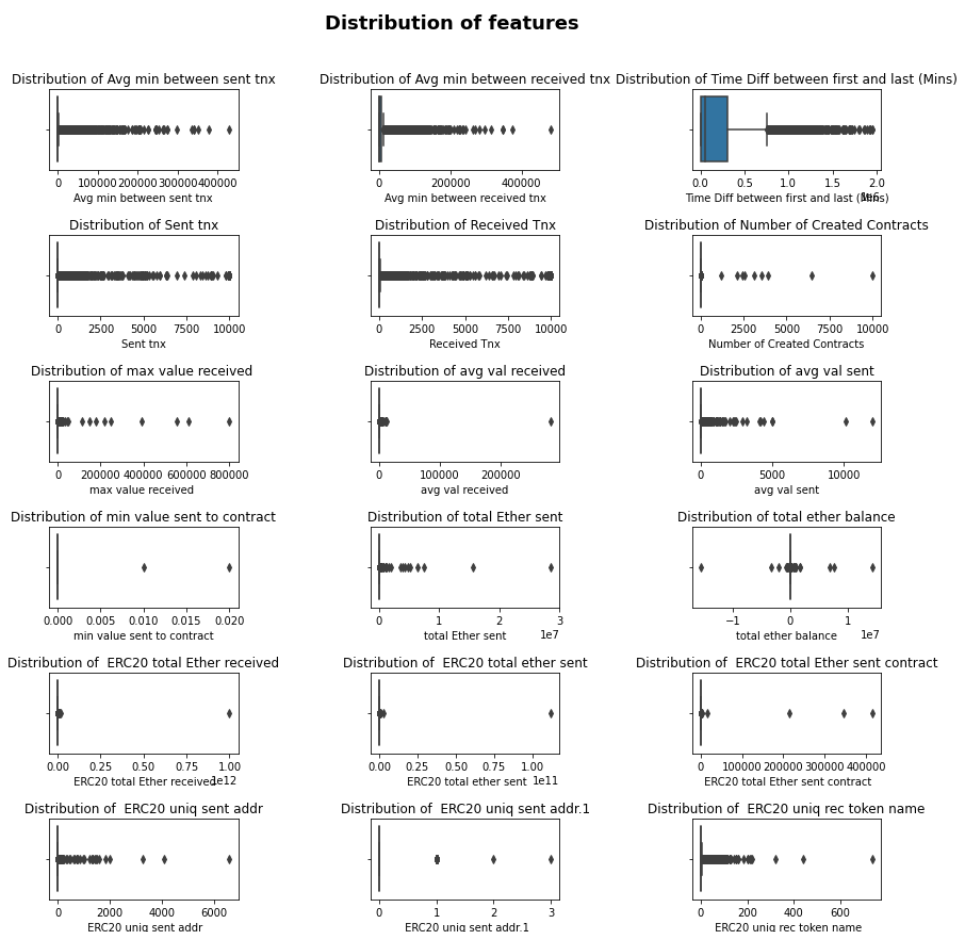 Distribution of features
Distribution of Avg min between sent tnx
Distribution of Avg min between received tnx
Distribution of Time Diff between first and last (Mins)
0 100000 200000 300000 400000
0 200000 400000
0.0 0.5 1.0 1.5 2.0
Avg min between sent tnx
Avg min between received tnx
Time Diff between first and last (Mins)
1e6
Distribution of Sent tnx
Distribution of Received Tnx
Distribution of Number of Created Contracts
0 2500 5000 7500 10000
0 2500 5000 7500 10000
0 2500 5000 7500 10000
Sent tnx
Received Tnx
Number of Created Contracts
Distribution of max value received
Distribution of avg val received
Distribution of avg val sent
0 200000 400000 600000 800000
0 100000 200000
0 5000 10000
max value received
avg val received
avg val sent
Distribution of min value sent to contract
Distribution of total Ether sent
Distribution of total ether balance
0.000 0.005 0.010 0.015 0.020
0 1 2 3
−1 0 1
min value sent to contract
total Ether sent
1e7
total ether balance
1e7
Distribution of  ERC20 total Ether received
Distribution of  ERC20 total ether sent
Distribution of  ERC20 total Ether sent contract
0.00 0.25 0.50 0.75 1.00
0.00 0.25 0.50 0.75 1.00
0 100000 200000 300000 400000
ERC20 total Ether received
1e12
ERC20 total ether sent
1e11
ERC20 total Ether sent contract
Distribution of  ERC20 uniq sent addr
Distribution of  ERC20 uniq sent addr.1
Distribution of  ERC20 uniq rec token name
0 2000 4000 6000
0 1 2 3
0 200 400 600
ERC20 uniq sent addr
ERC20 uniq sent addr.1
ERC20 uniq rec token name